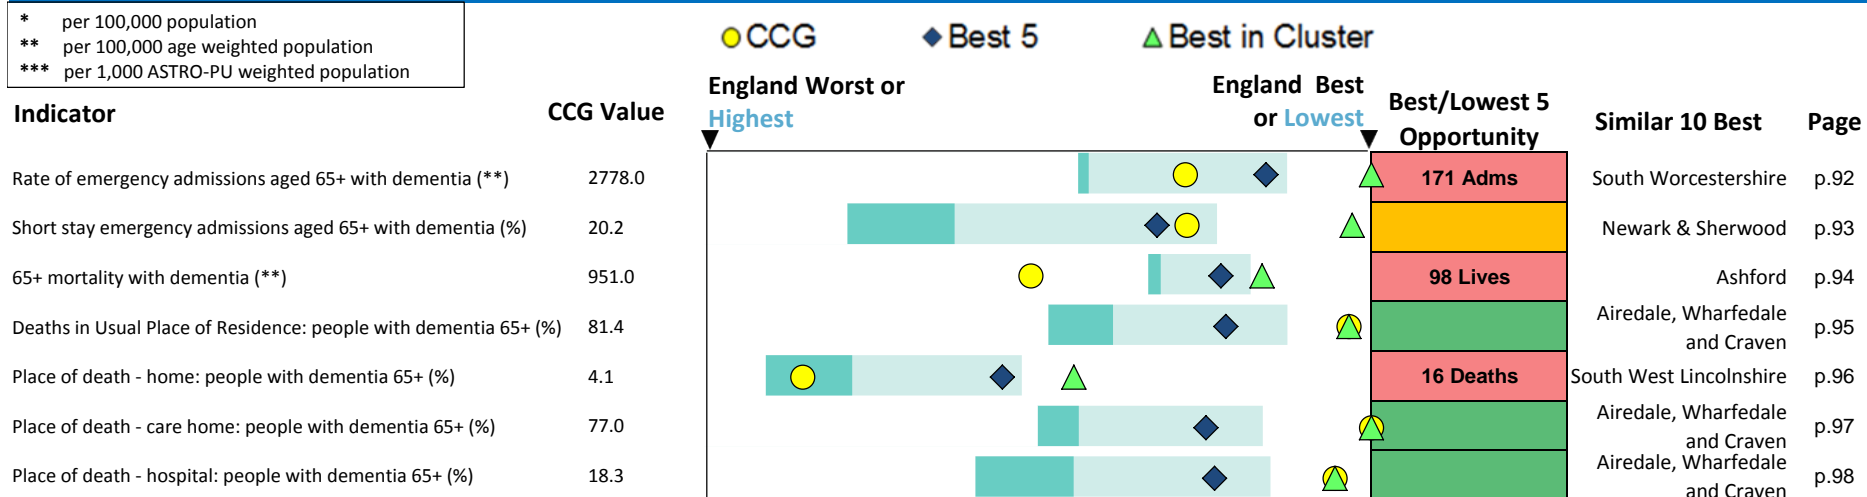 * per 100,000 population
** per 100,000 age weighted population
*** per 1,000 ASTRO-PU weighted population
CCG Best 5 Best in Cluster
Indicator
CCG Value
England Worst or
Highest
England Best
or Lowest
Best/Lowest 5
Opportunity
Similar 10 Best
Page
Rate of emergency admissions aged 65+ with dementia (**) 2778.0 171 Adms South Worcestershire p.92
Short stay emergency admissions aged 65+ with dementia (%) 20.2 Newark & Sherwood p.93
65+ mortality with dementia (**) 951.0 98 Lives Ashford p.94
Deaths in Usual Place of Residence: people with dementia 65+ (%) 81.4 Airedale, Wharfedale
and Craven p.95
Place of death - home: people with dementia 65+ (%) 4.1 16 Deaths South West Lincolnshire p.96
Place of death - care home: people with dementia 65+ (%) 77.0 Airedale, Wharfedale
and Craven p.97
Place of death - hospital: people with dementia 65+ (%) 18.3 Airedale, Wharfedale
and Craven p.98